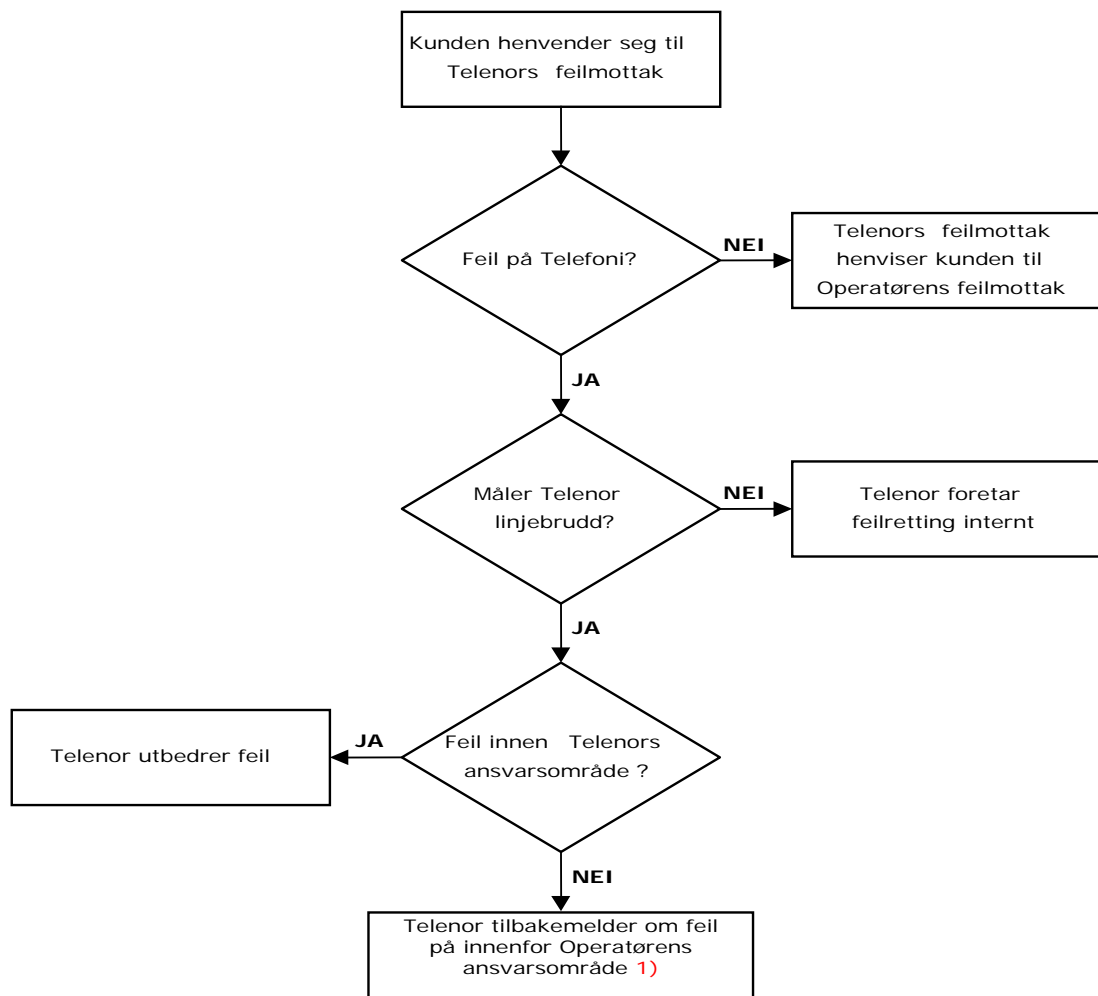 Kunden henvender seg til
Telenors feilmottak
Feil på Telefoni?
NEI
Telenors feilmottak
henviser kunden til
Operatørens feilmottak
JA
Måler Telenor
linjebrudd?
NEI
Telenor foretar
feilretting internt
JA
Feil innen Telenors
ansvarsområde ?
JA
Telenor utbedrer feil
NEI
Telenor tilbakemelder om feil
på innenfor Operatørens
ansvarsområde 1)